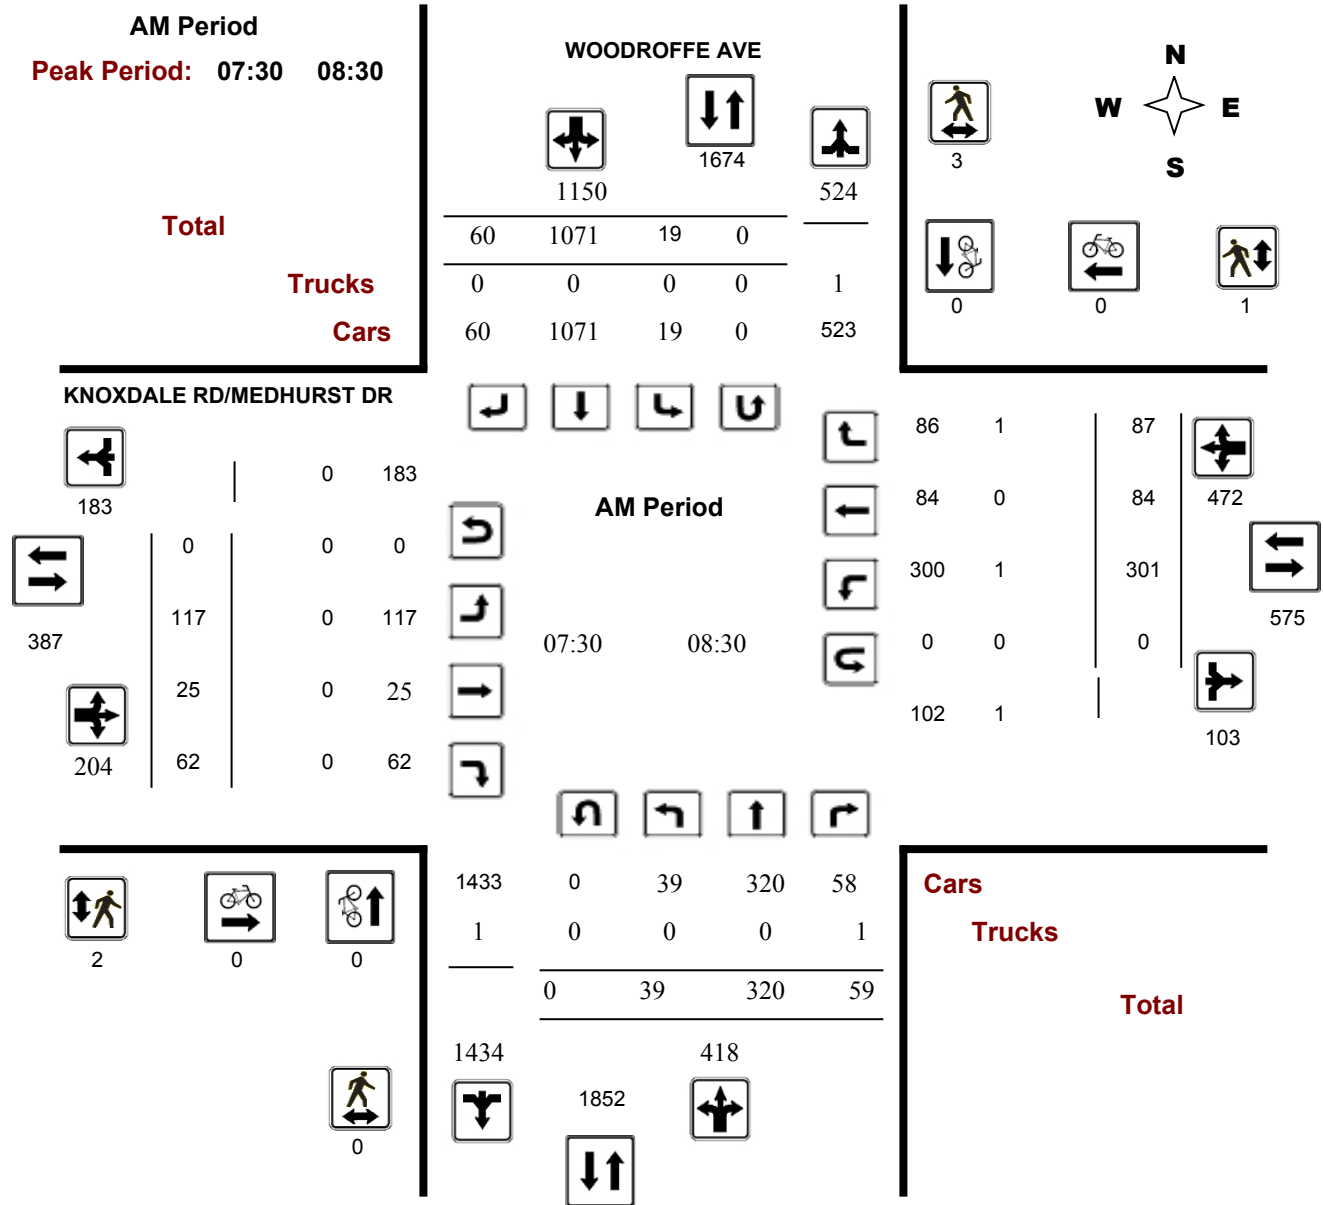 AM Period
WOODROFFE AVE
Peak Period: 07:30 08:30
N
W E
S
1674
3
1150 524
Total 60 1071 19 0
Trucks 0 0 0 0 1
0 0 1
Cars 60 1071 19 0 523
KNOXDALE RD/MEDHURST DR
86 1 87
0 183
183
AM Period
84 0 84 472
0 0 0
300 1 301
117 0 117
575
387
07:30 08:30
0 0 0
25 0 25
102 1
103
204 62 0 62
1433 0 39 320 58 Cars
1 0 0 0 1 Trucks
2 0 0
0 39 320 59
Total
1434 418
1852
0